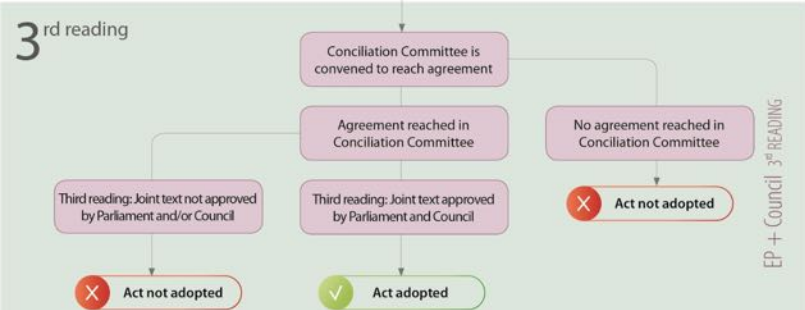 3rd reading
Conciliation Committee is
convened to reach agreement
Agreement reached in
Conciliation Committee
No agreement reached in
Conciliation Committee
Third reading: Joint text not approved
by Parliament and/or Council
Third reading: Joint text approved
by Parliament and Council
Act not adopted
Act not adopted
Act adopted
EP + Council 3rd READING